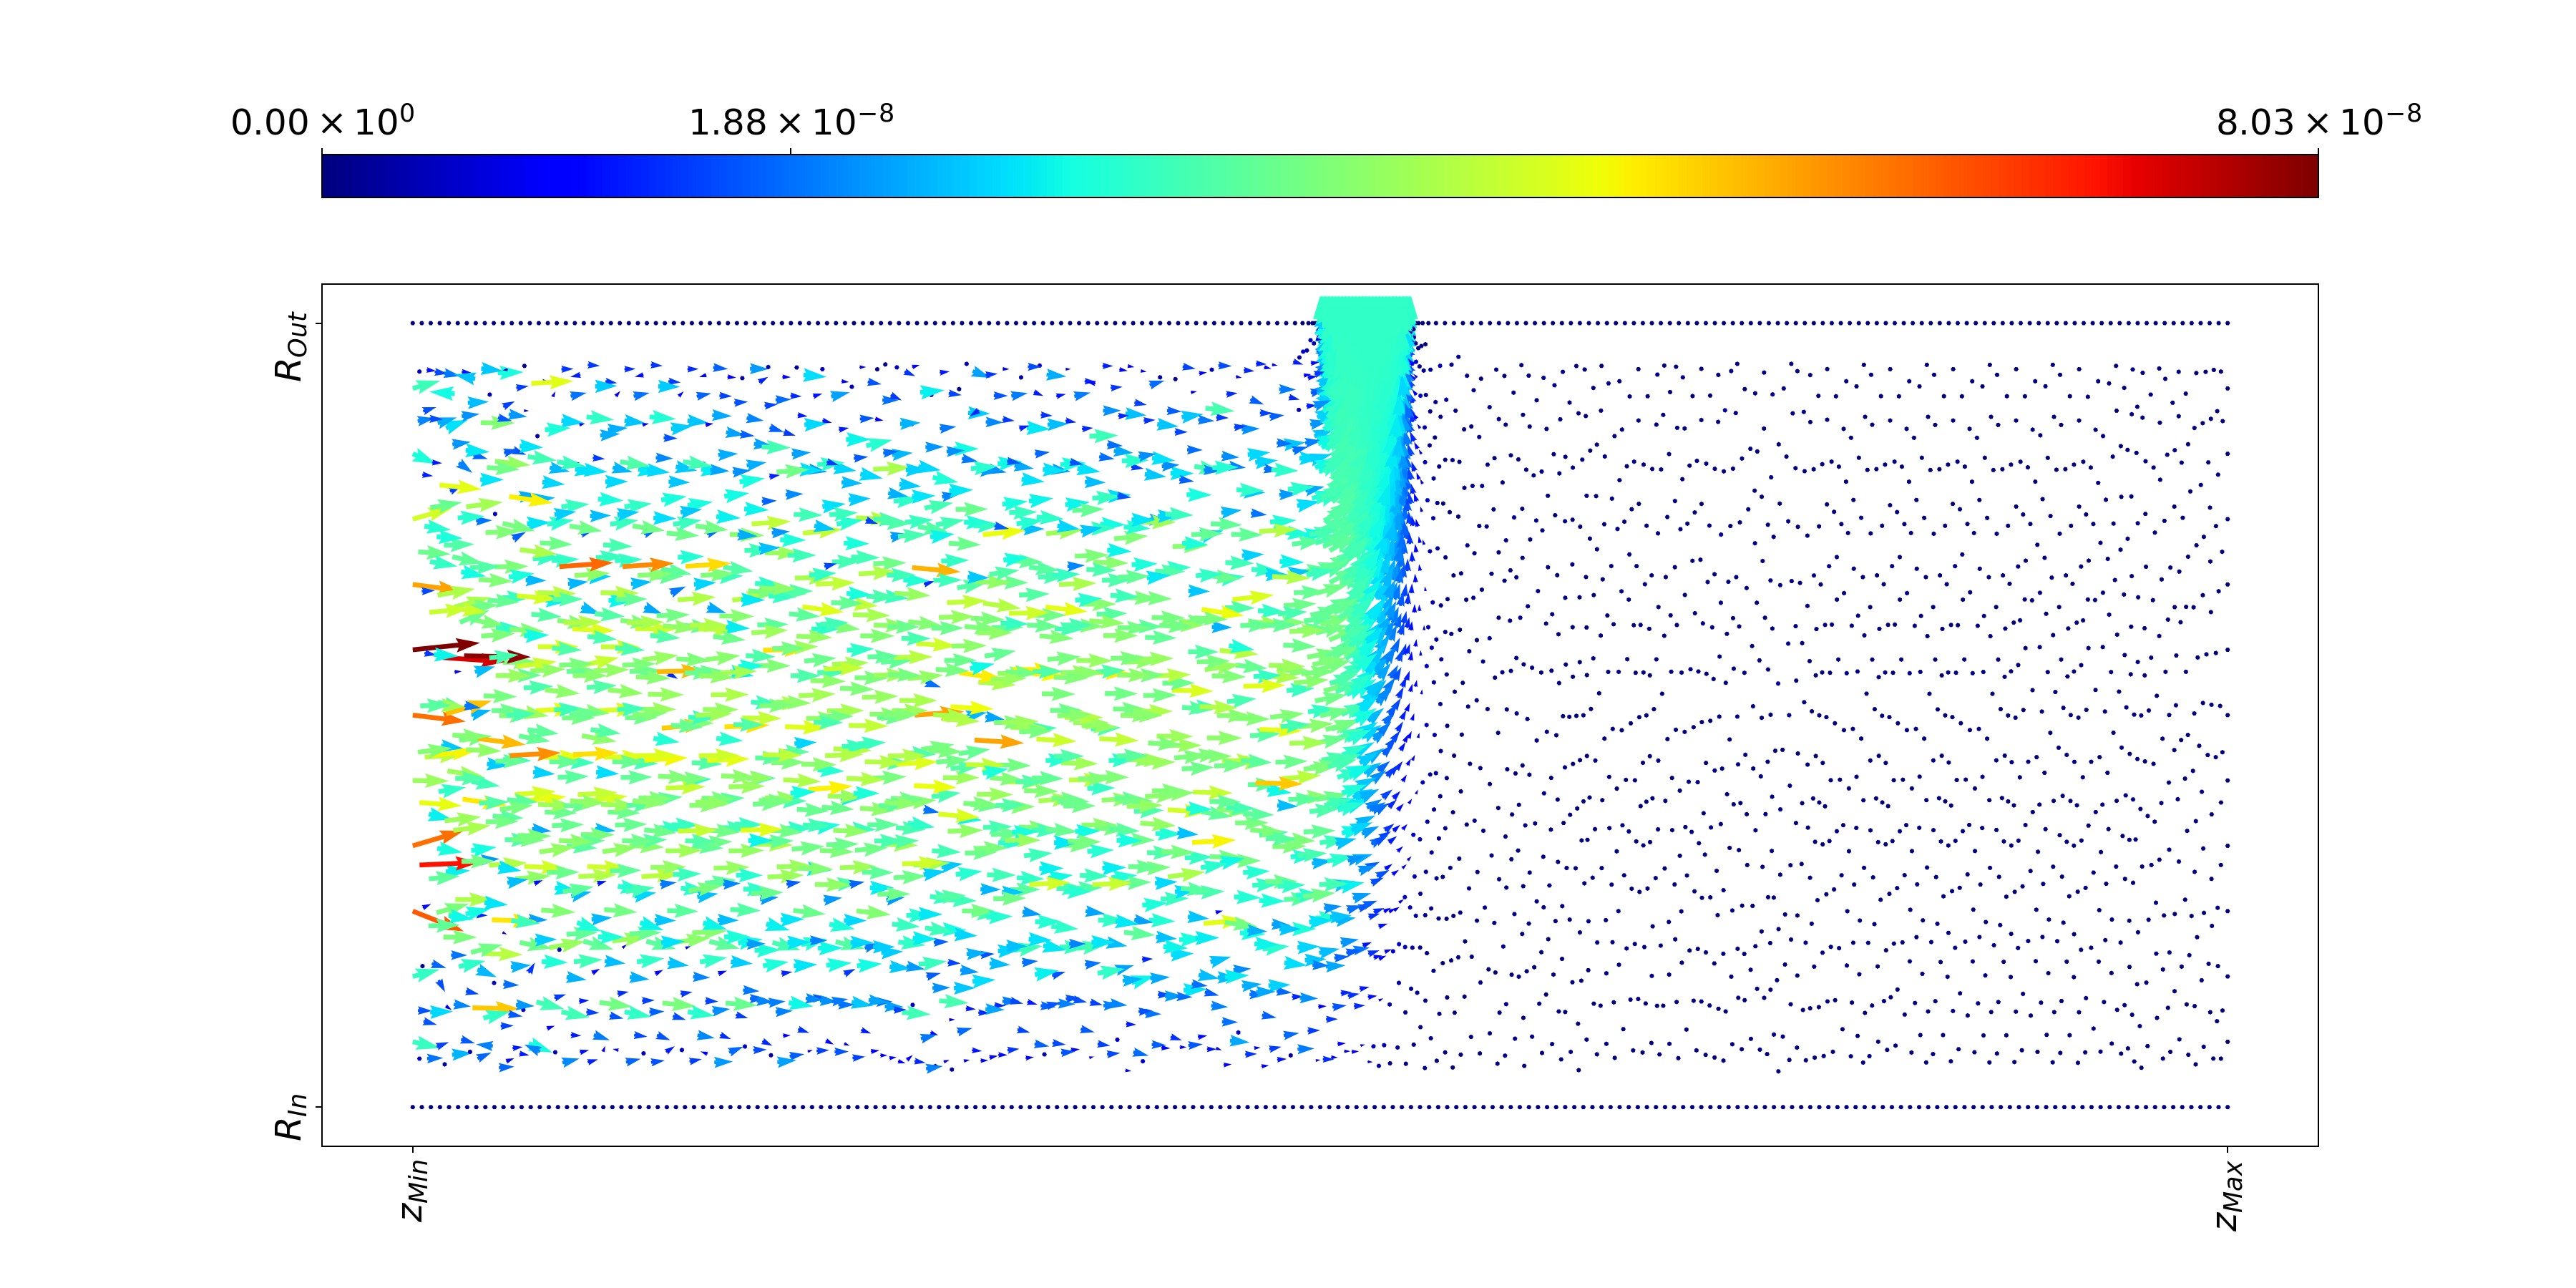 0.00 × 10⁰ 1.88 × 10⁻⁸ 8.03 × 10⁻⁸
R_Out
R_In
z_Min z_Max